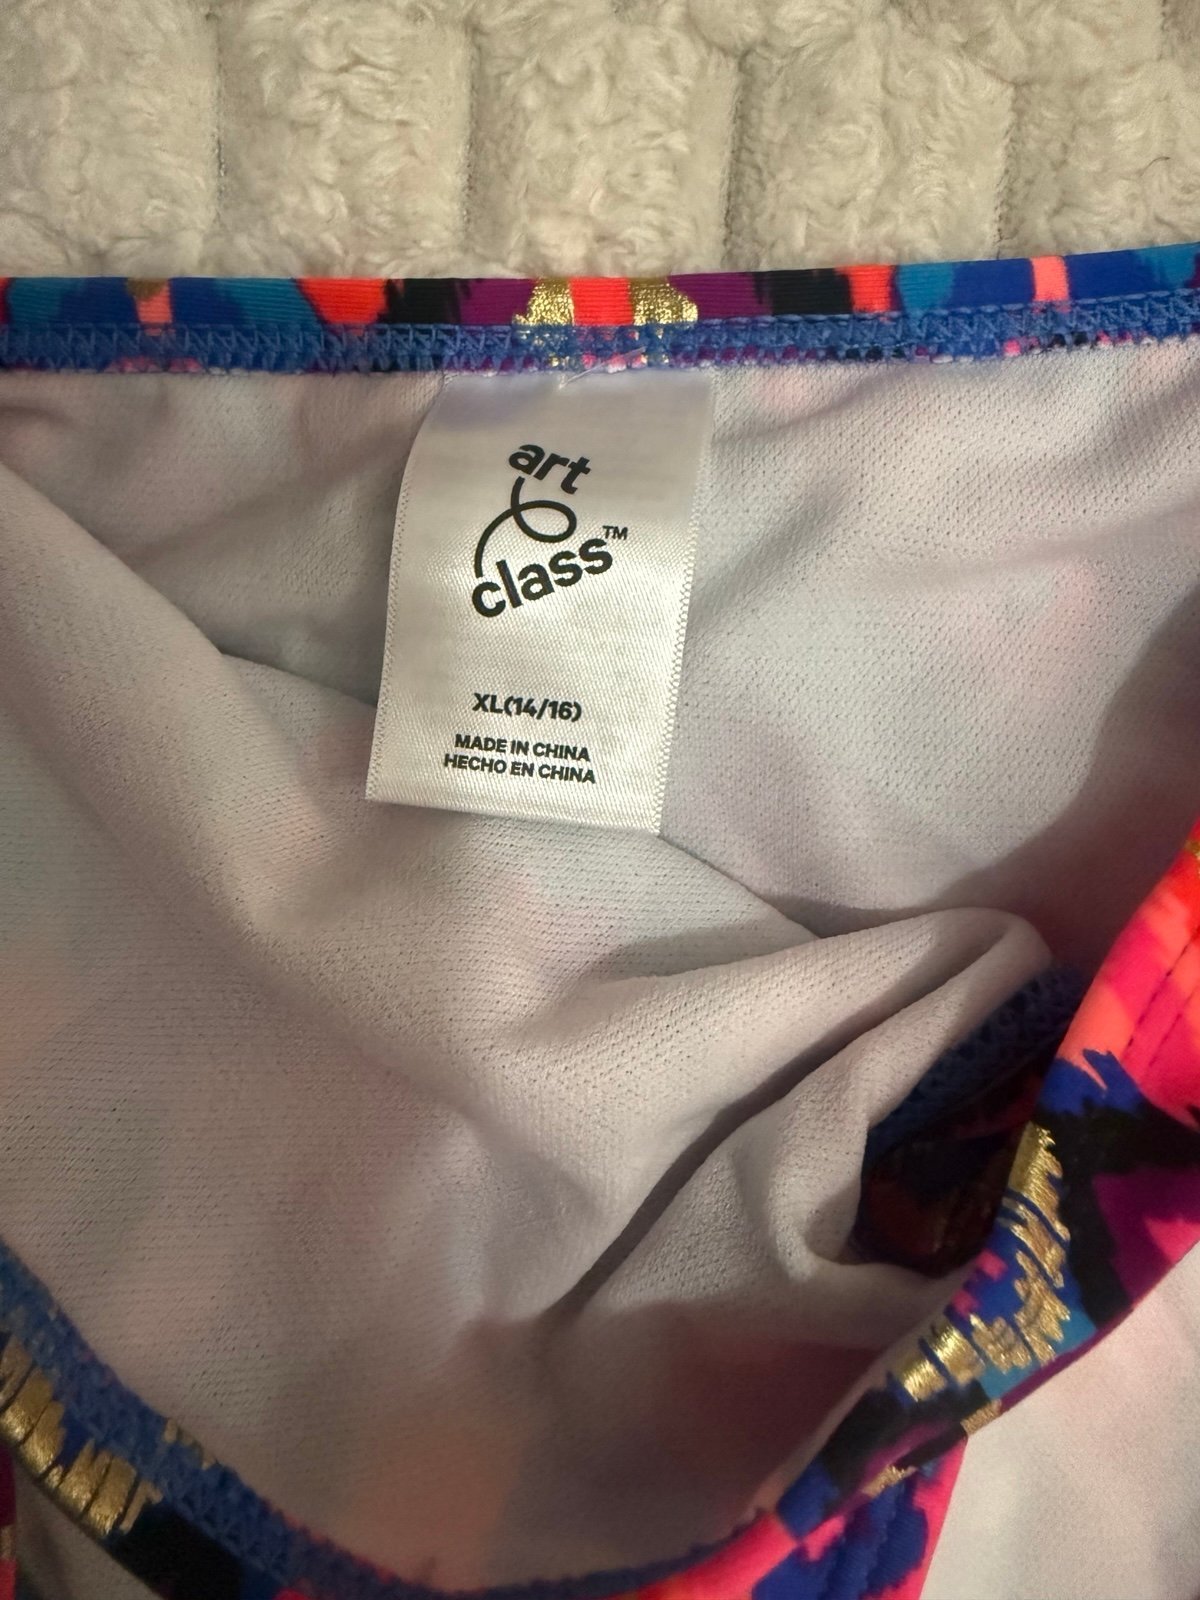 art
class™
XL(14/16)
MADE IN CHINA
HECHO EN CHINA